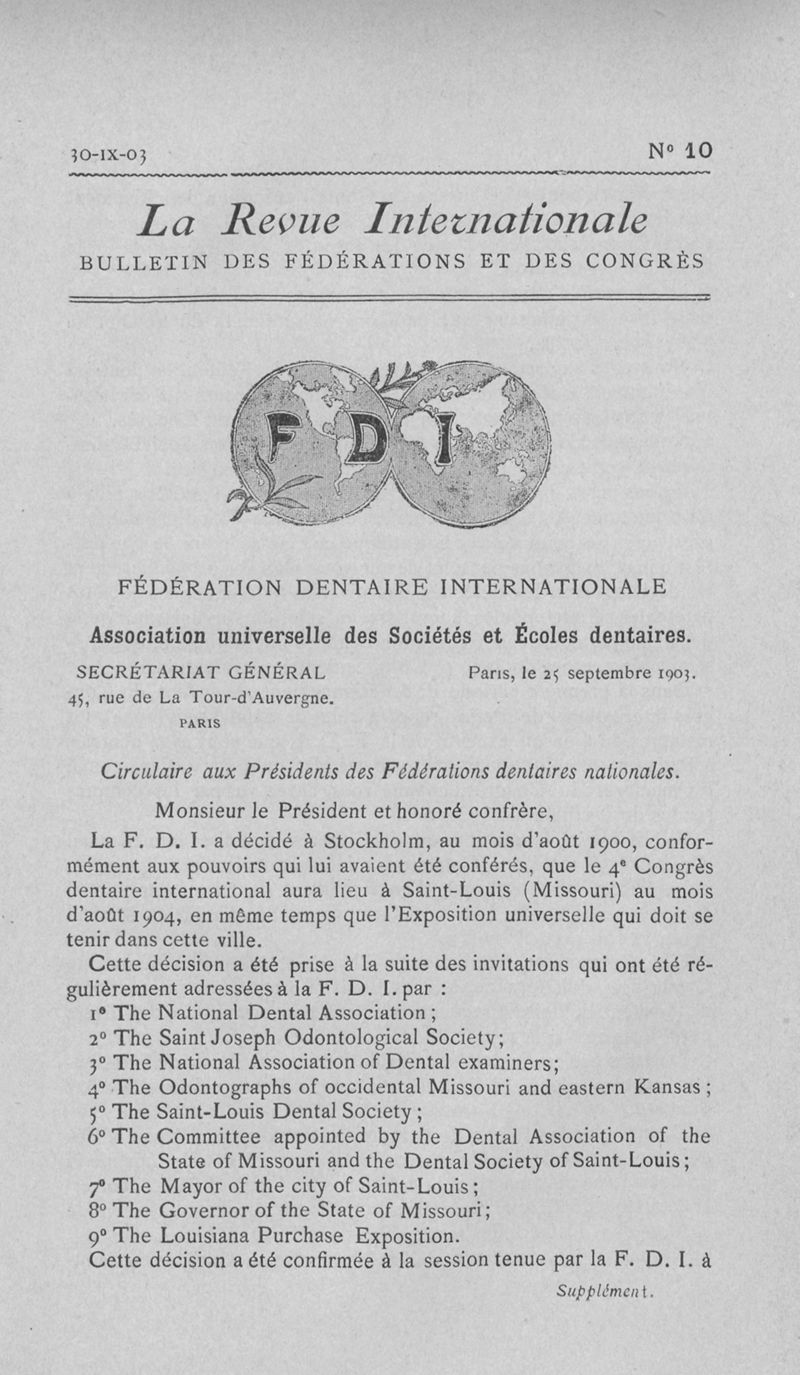 30-IX-03 N° 10
La Revue Internationale
BULLETIN DES FÉDÉRATIONS ET DES CONGRÈS
F D I
FÉDÉRATION DENTAIRE INTERNATIONALE
Association universelle des Sociétés et Écoles dentaires.
SECRÉTARIAT GÉNÉRAL Paris, le 25 septembre 1903.
45, rue de La Tour-d'Auvergne.
PARIS
Circulaire aux Présidents des Fédérations dentaires nationales.
Monsieur le Président et honoré confrère,
La F. D. I. a décidé à Stockholm, au mois d'août 1900, confor-
mément aux pouvoirs qui lui avaient été conférés, que le 4e Congrès
dentaire international aura lieu à Saint-Louis (Missouri) au mois
d'août 1904, en même temps que l'Exposition universelle qui doit se
tenir dans cette ville.
Cette décision a été prise à la suite des invitations qui ont été ré-
gulièrement adressées à la F. D. I. par :
1° The National Dental Association ;
2° The Saint Joseph Odontological Society;
3° The National Association of Dental examiners;
4° The Odontographs of occidental Missouri and eastern Kansas ;
5° The Saint-Louis Dental Society ;
6° The Committee appointed by the Dental Association of the
State of Missouri and the Dental Society of Saint-Louis ;
7° The Mayor of the city of Saint-Louis ;
8° The Governor of the State of Missouri;
9° The Louisiana Purchase Exposition.
Cette décision a été confirmée à la session tenue par la F. D. I. à
Supplément.